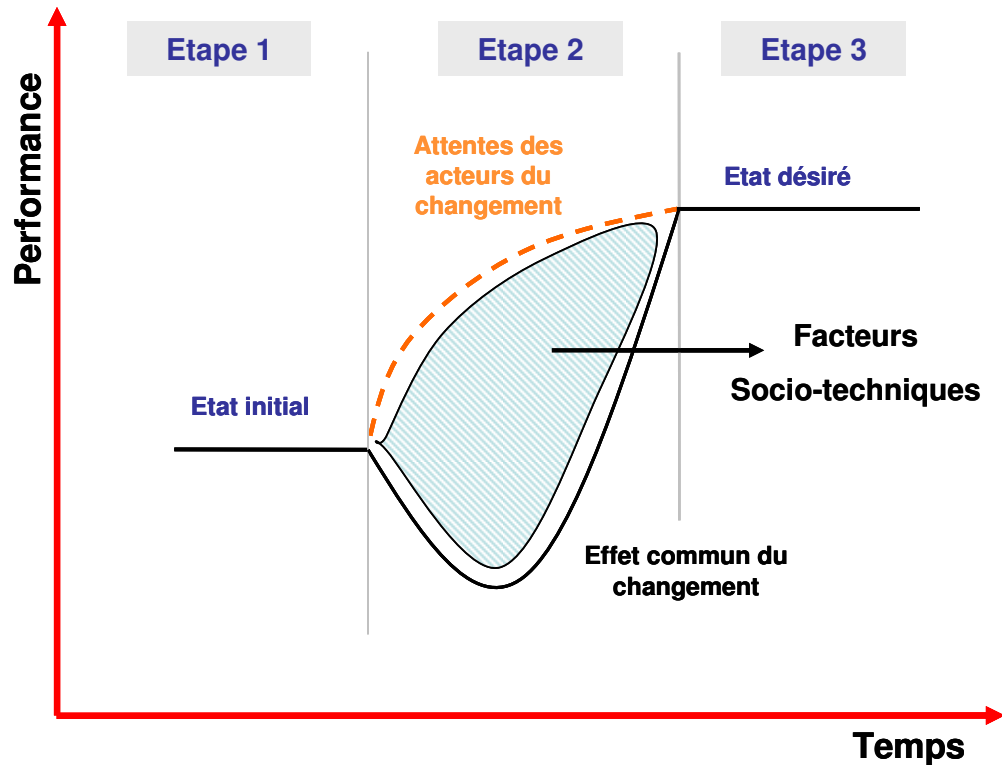 Etape 1
Etape 2
Etape 3
Performance
Attentes des
acteurs du
changement
Etat désiré
Facteurs
Socio-techniques
Etat initial
Effet commun du
changement
Temps